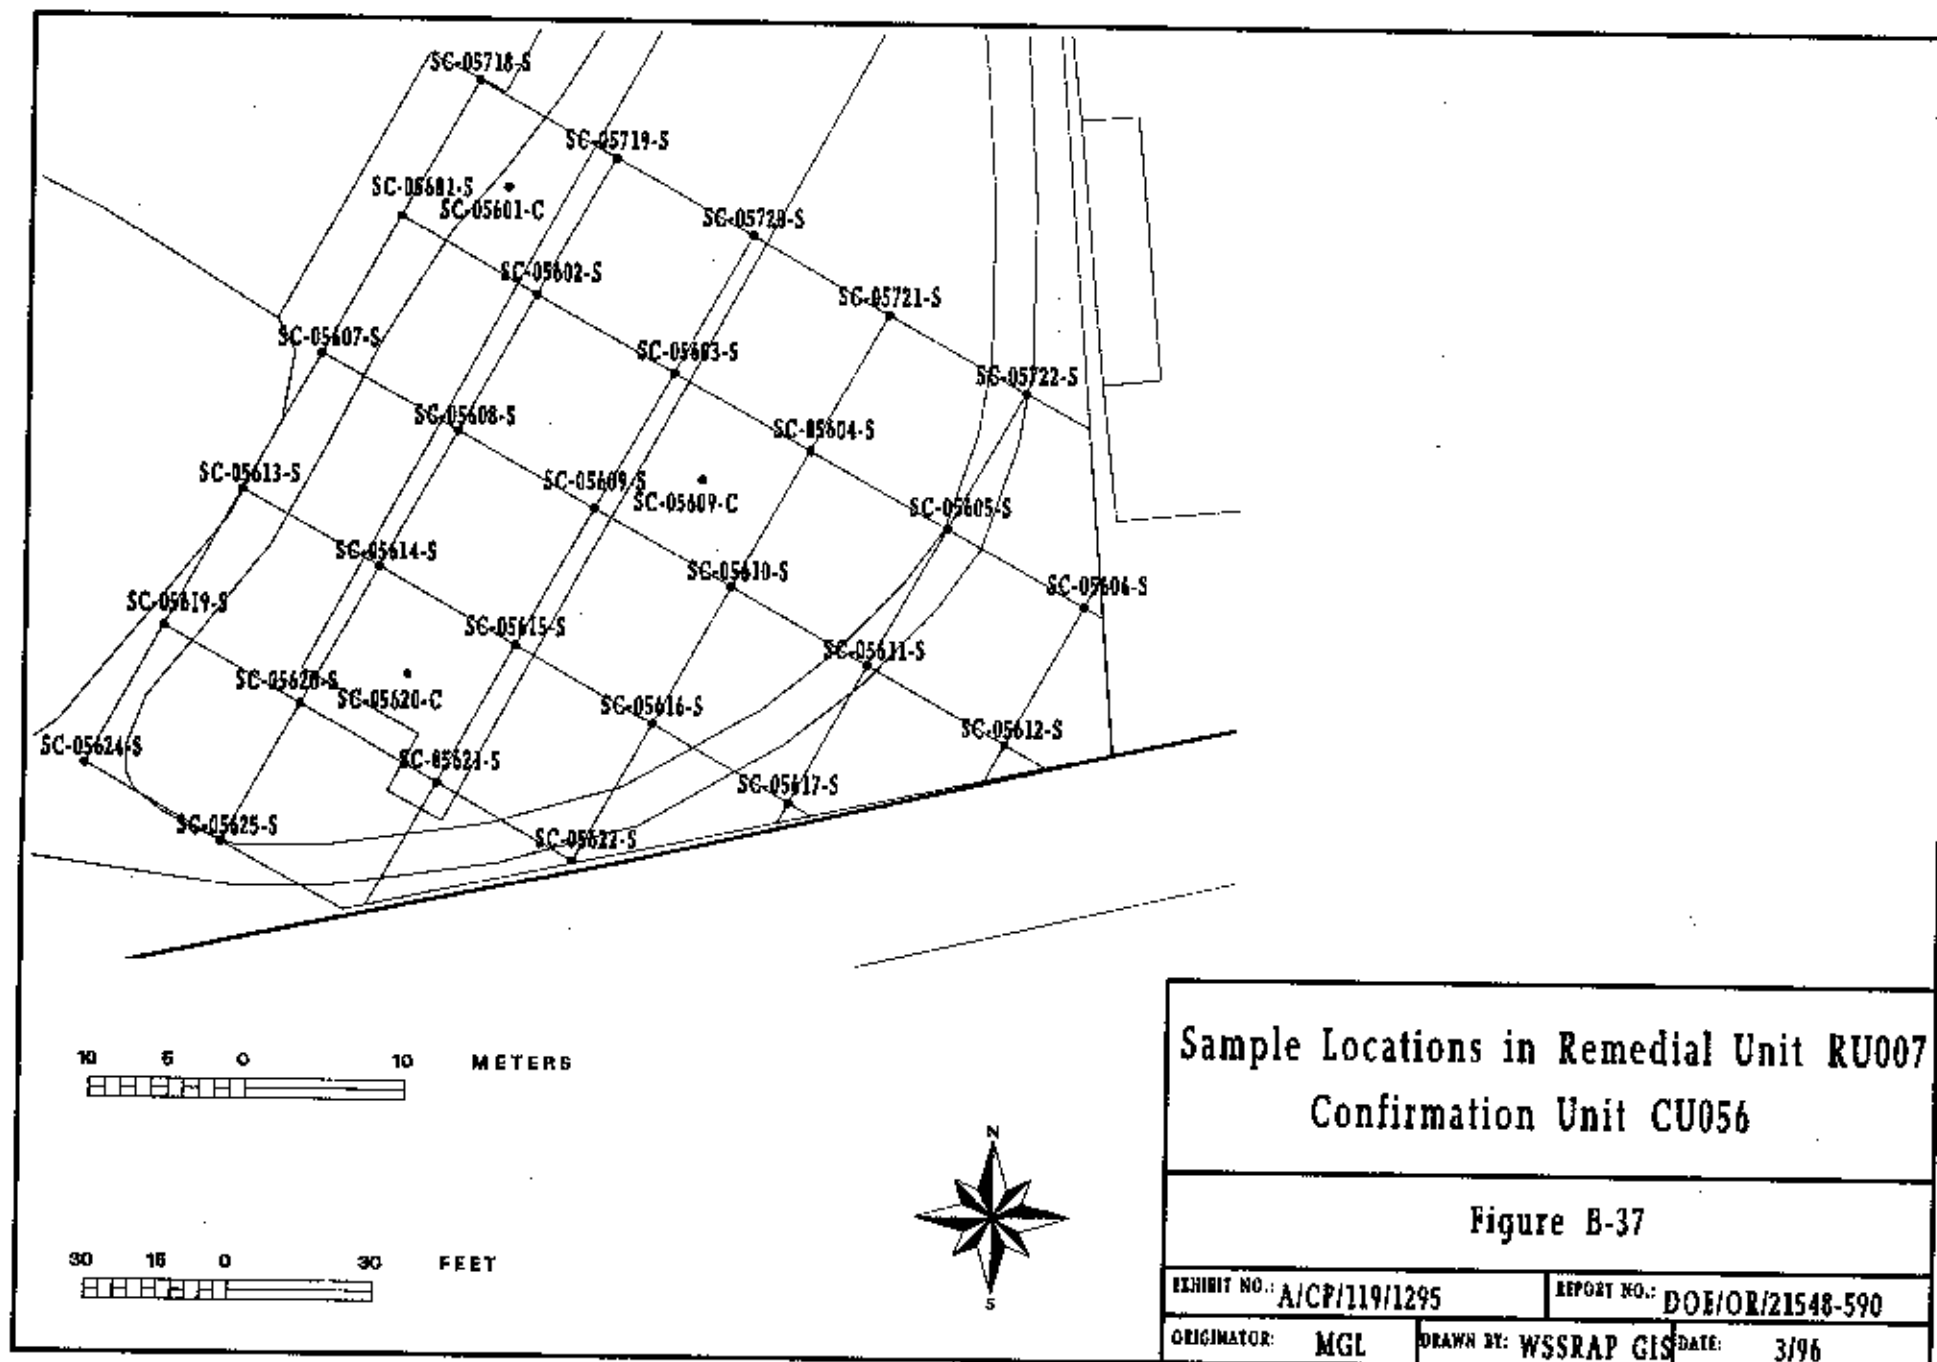 SC-05718-S
SC-05719-S
SC-05601-S
SC-05601-C
SC-05720-S
SC-05602-S
SC-05721-S
SC-05607-S
SC-05603-S
SC-05722-S
SC-05608-S
SC-05604-S
SC-05613-S
SC-05609-S
SC-05609-C
SC-05605-S
SC-05614-S
SC-05610-S
SC-05606-S
SC-05619-S
SC-05615-S
SC-05611-S
SC-05620-S
SC-05620-C
SC-05616-S
SC-05612-S
SC-05624-S
SC-05621-S
SC-05617-S
SC-05625-S
SC-05622-S
10 5 0 10 METERS
30 15 0 30 FEET
N
S
Sample Locations in Remedial Unit RU007
Confirmation Unit CU056
Figure B-37
EXHIBIT NO.: A/CP/119/1295 REPORT NO.: DOE/OR/21548-590
ORIGINATOR: MGL DRAWN BY: WSSRAP GIS DATE: 3/96